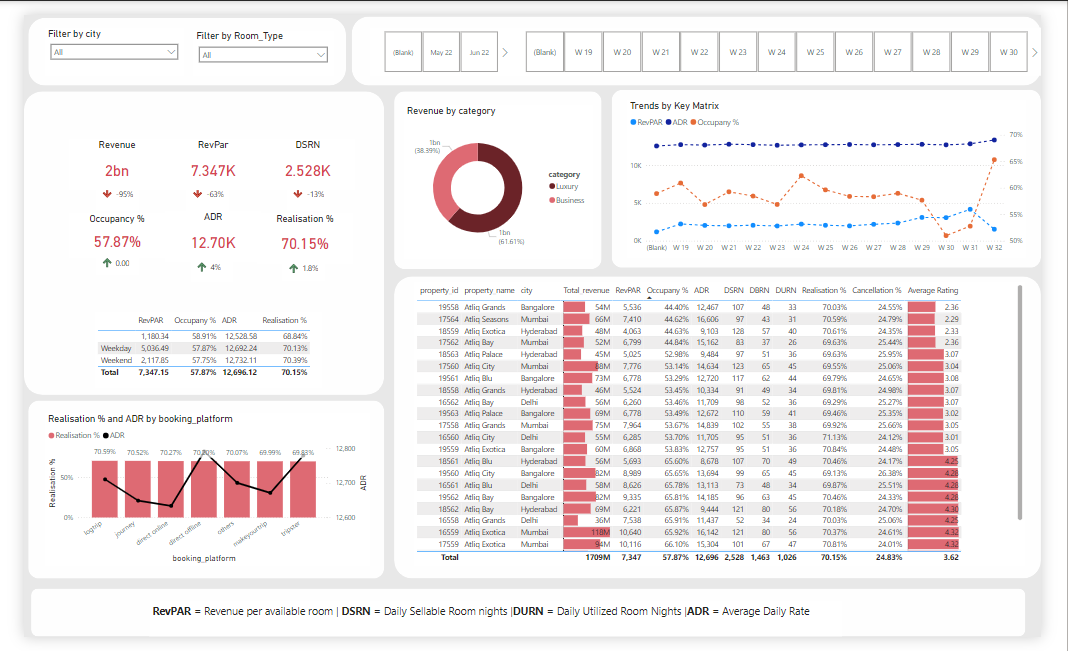 Filter by city
All
Filter by Room_Type
All
(Blank) May 22 Jun 22
(Blank) W 19 W 20 W 21 W 22 W 23 W 24 W 25 W 26 W 27 W 28 W 29 W 30
Revenue RevPar DSRN
2bn 7.347K 2.528K
-95% -63% -13%
Occupancy % ADR Realisation %
57.87% 12.70K 70.15%
0.00 4% 1.8%
RevPAR Occupancy % ADR Realisation %
1,180.34 58.91% 12,528.58 68.84%
Weekday 5,036.49 57.87% 12,692.24 70.13%
Weekend 2,117.85 57.75% 12,732.11 70.39%
Total 7,347.15 57.87% 12,696.12 70.15%
Revenue by category
1bn
(38.39%)
1bn
(61.61%)
category
Luxury
Business
Trends by Key Matrix
RevPAR ADR Occupany %
10K
5K
0K
70%
65%
60%
55%
50%
(Blank) W 19 W 20 W 21 W 22 W 23 W 24 W 25 W 26 W 27 W 28 W 29 W 30 W 31 W 32
Realisation % and ADR by booking_platform
Realisation % ADR
Realisation %
50%
0%
70.59% 70.52% 70.27% 70.07% 69.99% 69.83%
12,800
12,700
12,600
ADR
logtrip journey direct online direct offline others makeyourtrip tripster
booking_platform
property_id property_name city Total_revenue RevPAR Occupany % ADR DSRN DBRN DURN Realisation % Cancellation % Average Rating
19558 Atliq Grands Bangalore 54M 5,536 44.40% 12,467 107 48 33 70.03% 24.55% 2.36
17564 Atliq Seasons Mumbai 66M 7,410 44.62% 16,606 97 43 31 70.59% 24.79% 2.29
18559 Atliq Exotica Hyderabad 48M 4,063 44.63% 9,103 128 57 40 70.61% 24.35% 2.33
17562 Atliq Bay Mumbai 52M 6,799 44.84% 15,162 83 37 26 69.63% 25.44% 2.36
18563 Atliq Palace Hyderabad 45M 5,025 52.98% 9,484 97 51 36 69.63% 25.95% 3.07
17560 Atliq City Mumbai 88M 7,776 53.14% 14,634 123 65 45 69.55% 25.06% 3.04
19561 Atliq Blu Bangalore 73M 6,778 53.29% 12,720 117 62 44 69.79% 24.65% 3.08
18558 Atliq Grands Hyderabad 46M 5,524 53.45% 10,334 91 49 34 69.81% 24.98% 3.07
16562 Atliq Bay Delhi 56M 6,260 53.46% 11,709 98 52 36 69.29% 25.27% 3.07
19563 Atliq Palace Bangalore 69M 6,778 53.49% 12,672 110 59 41 69.46% 25.35% 3.02
17558 Atliq Grands Mumbai 75M 7,964 53.67% 14,839 102 55 38 69.92% 25.66% 3.05
16560 Atliq City Delhi 55M 6,285 53.70% 11,705 95 51 36 71.13% 24.12% 3.01
19559 Atliq Exotica Bangalore 60M 6,868 53.83% 12,757 95 51 36 70.84% 24.48% 3.05
18561 Atliq Blu Hyderabad 56M 5,693 65.60% 8,678 107 70 49 70.46% 24.17% 4.25
19560 Atliq City Bangalore 82M 8,989 65.65% 13,694 99 65 45 69.13% 26.38% 4.28
16561 Atliq Blu Delhi 58M 8,626 65.78% 13,113 73 48 34 69.87% 25.51% 4.28
19562 Atliq Bay Bangalore 82M 9,335 65.81% 14,185 96 63 45 70.46% 24.33% 4.28
18562 Atliq Bay Hyderabad 69M 6,221 65.87% 9,444 121 80 56 70.18% 24.70% 4.30
16558 Atliq Grands Delhi 36M 7,538 65.91% 11,437 52 34 24 70.03% 25.06% 4.25
16559 Atliq Exotica Mumbai 118M 10,640 65.92% 16,142 121 80 56 70.37% 24.61% 4.32
17559 Atliq Exotica Mumbai 94M 10,116 66.10% 15,304 101 67 47 70.81% 24.01% 4.32
Total 1709M 7,347 57.87% 12,696 2,528 1,463 1,026 70.15% 24.83% 3.62
RevPAR = Revenue per available room | DSRN = Daily Sellable Room nights |DURN = Daily Utilized Room Nights |ADR = Average Daily Rate